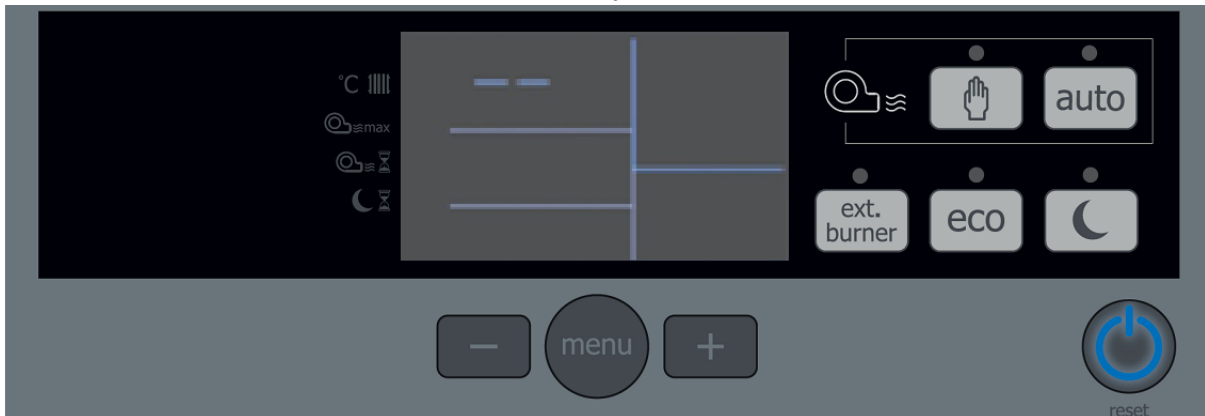 °C
max
auto
ext.
burner
eco
− menu +
reset